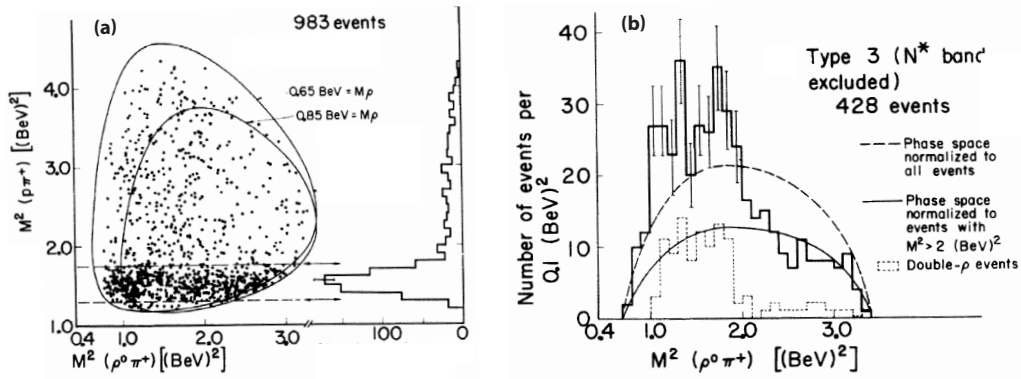 (a)
983 events
0.65 BeV = Mρ
0.85 BeV = Mρ
M² (pπ⁺) [(BeV)²]
4.0
3.0
2.0
1.0
0.4 1.0 2.0 3.0 100 0
M² (ρ⁰π⁺) [(BeV)²]
(b)
Type 3 (N* band
excluded)
428 events
Phase space
normalized to
all events
Phase space
normalized to
events with
M² > 2 (BeV)²
Double-ρ events
Number of events per
0.1 (BeV)²
40
30
20
10
0
0.4 1.0 2.0 3.0
M² (ρ⁰π⁺) [(BeV)²]